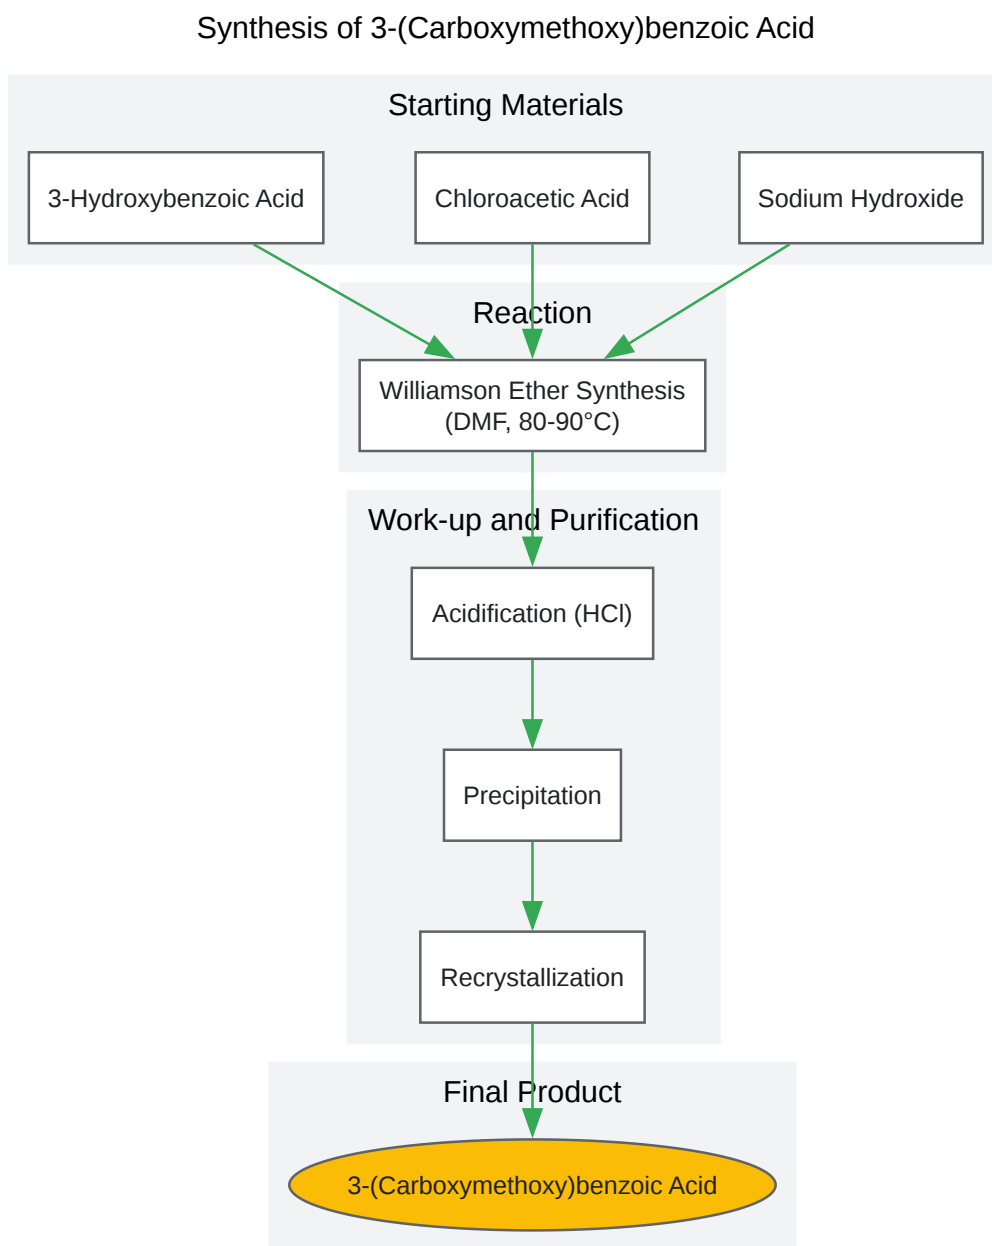 Synthesis of 3-(Carboxymethoxy)benzoic Acid
Starting Materials
3-Hydroxybenzoic Acid
Chloroacetic Acid
Sodium Hydroxide
Reaction
Williamson Ether Synthesis
(DMF, 80-90°C)
Work-up and Purification
Acidification (HCl)
Precipitation
Recrystallization
Final Product
3-(Carboxymethoxy)benzoic Acid